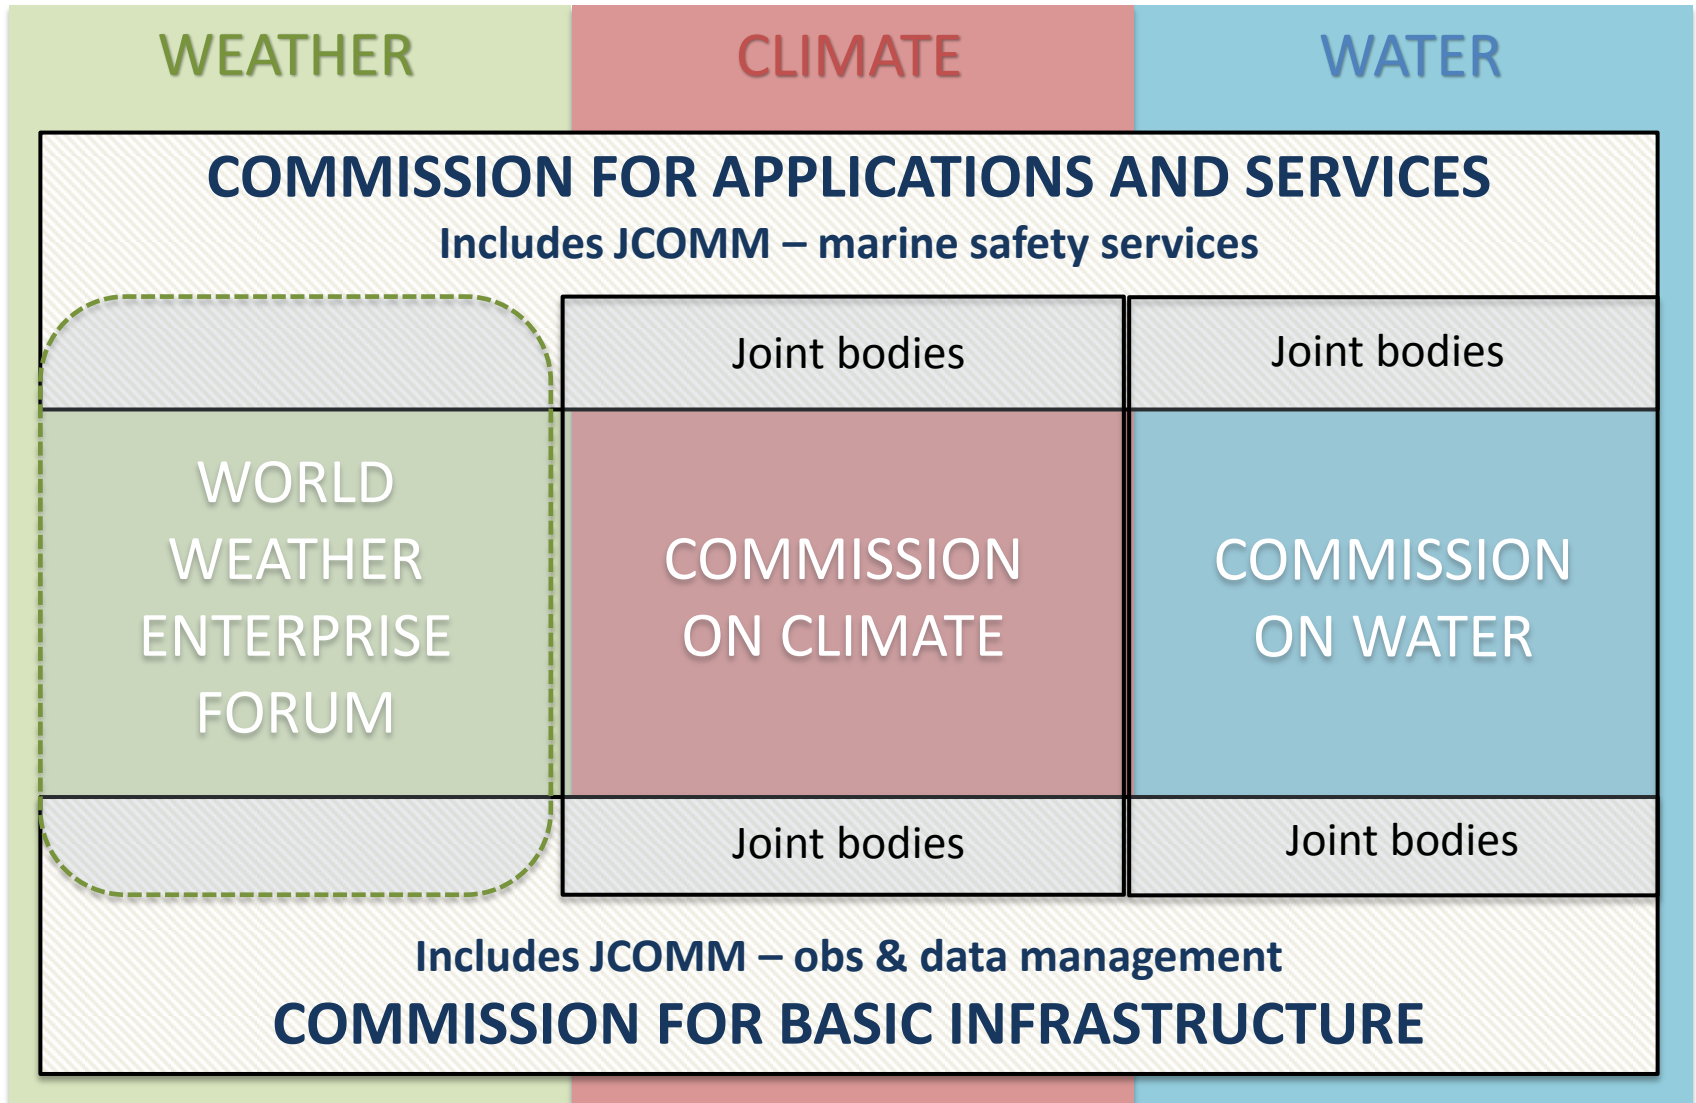 WEATHER
CLIMATE
WATER
COMMISSION FOR APPLICATIONS AND SERVICES
Includes JCOMM – marine safety services
Joint bodies
Joint bodies
WORLD
WEATHER
ENTERPRISE
FORUM
COMMISSION
ON CLIMATE
COMMISSION
ON WATER
Joint bodies
Joint bodies
Includes JCOMM – obs & data management
COMMISSION FOR BASIC INFRASTRUCTURE